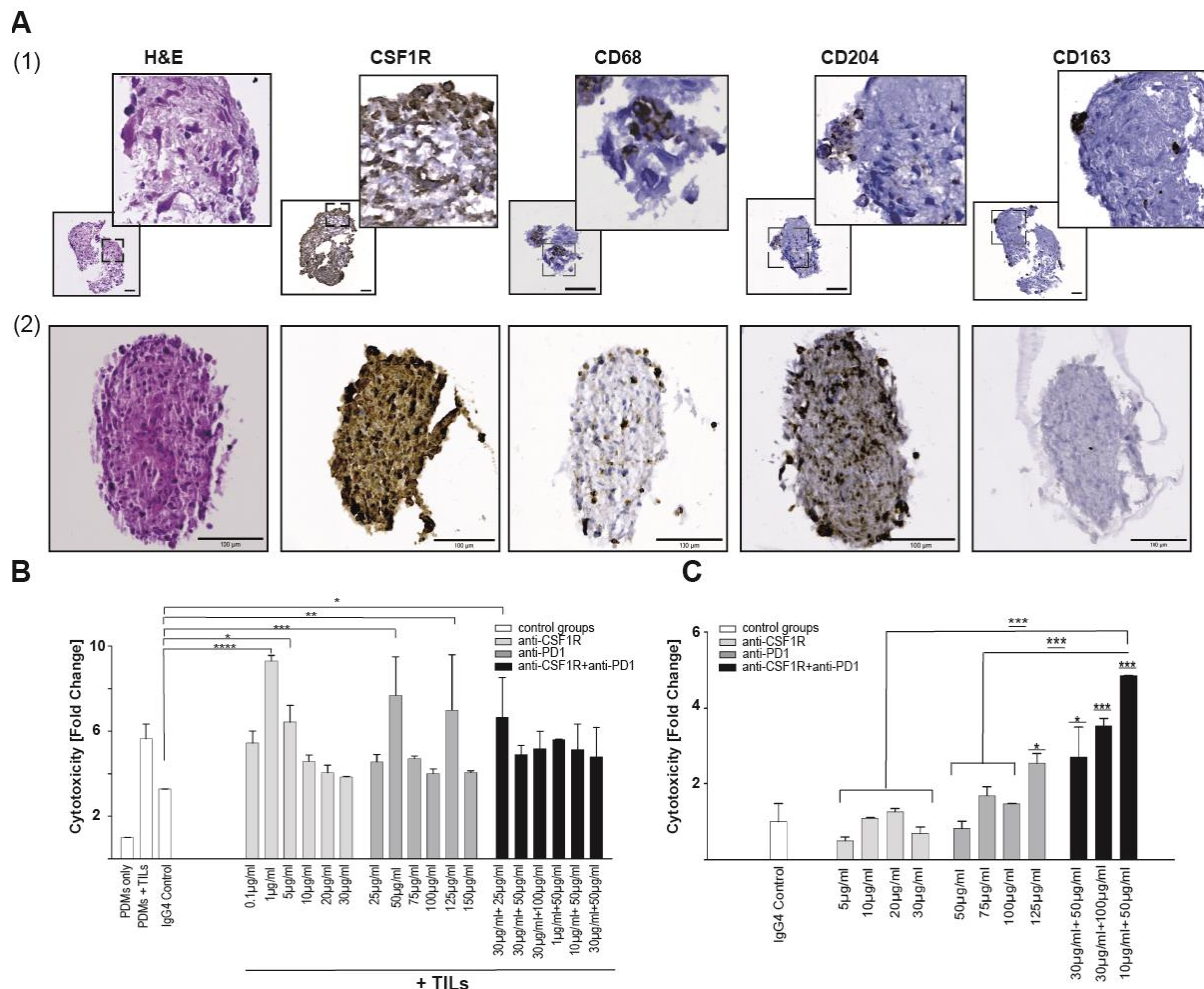 A
(1)
H&E
CSF1R
CD68
CD204
CD163
(2)
100 µm
100 µm
100 µm
100 µm
100 µm
B
Cytotoxicity [Fold Change]
10
6
2
*
**
***
*
****
control groups
anti-CSF1R
anti-PD1
anti-CSF1R+anti-PD1
PDMs only
PDMs + TILs
IgG4 Control
0.1µg/ml
1µg/ml
5µg/ml
10µg/ml
20µg/ml
30µg/ml
25µg/ml
50µg/ml
75µg/ml
100µg/ml
125µg/ml
150µg/ml
30µg/ml+ 25µg/ml
30µg/ml+ 50µg/ml
30µg/ml+100µg/ml
1µg/ml+50µg/ml
10µg/ml+ 50µg/ml
30µg/ml+50µg/ml
+ TILs
C
Cytotoxicity [Fold Change]
6
4
2
control groups
anti-CSF1R
anti-PD1
anti-CSF1R+anti-PD1
***
***
*
*
***
***
IgG4 Control
5µg/ml
10µg/ml
20µg/ml
30µg/ml
50µg/ml
75µg/ml
100µg/ml
125µg/ml
30µg/ml+ 50µg/ml
30µg/ml+100µg/ml
10µg/ml+ 50µg/ml